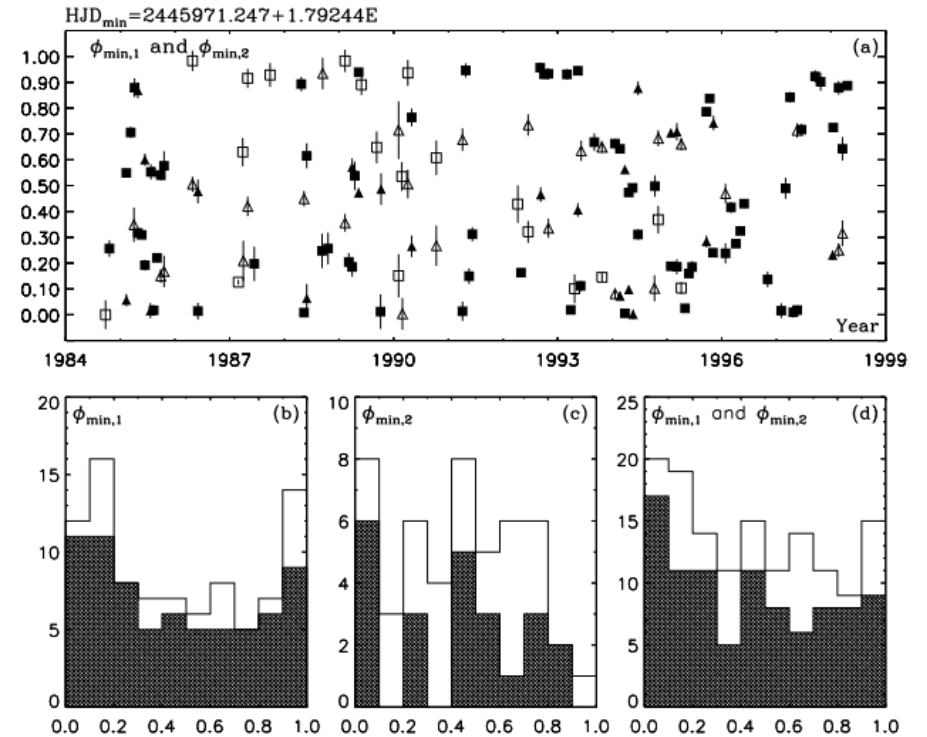 HJDmin=2445971.247+1.79244E
ϕmin,1 and ϕmin,2 (a)
1.00
0.90
0.80
0.70
0.60
0.50
0.40
0.30
0.20
0.10
0.00
Year
1984 1987 1990 1993 1996 1999
20
15
10
5
0
ϕmin,1 (b)
0.0 0.2 0.4 0.6 0.8 1.0
10
8
6
4
2
0
ϕmin,2 (c)
0.0 0.2 0.4 0.6 0.8 1.0
25
20
15
10
5
0
ϕmin,1 and ϕmin,2 (d)
0.0 0.2 0.4 0.6 0.8 1.0